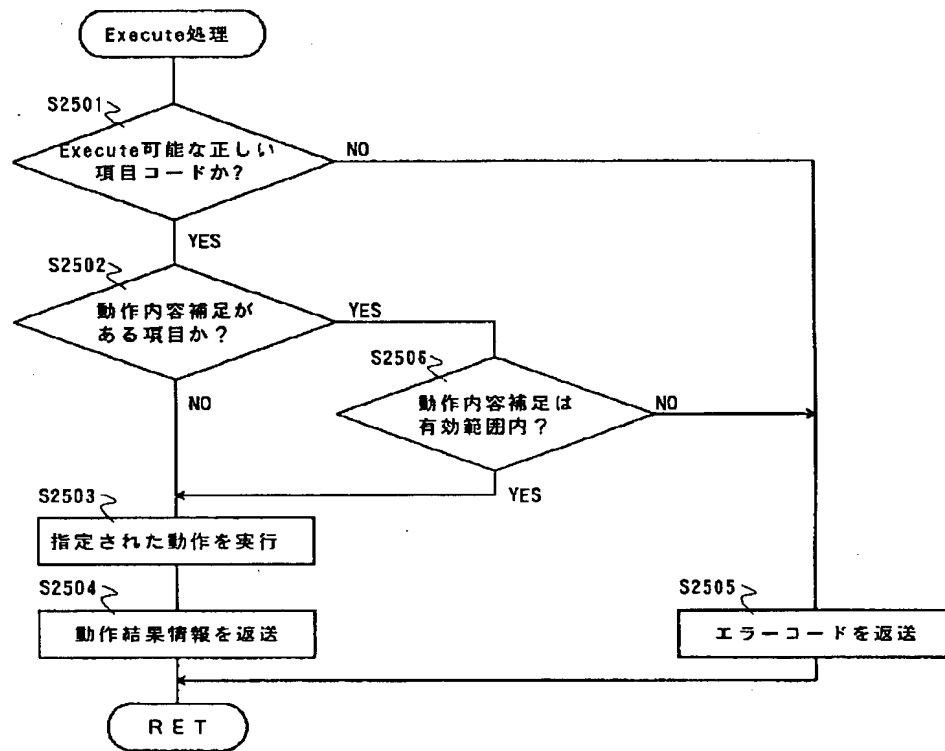 Execute処理
S2501
Execute可能な正しい
項目コードか?
NO
YES
S2502
動作内容補足が
ある項目か？
YES
NO
S2506
動作内容補足は
有効範囲内？
NO
YES
S2503
指定された動作を実行
S2504
動作結果情報を返送
S2505
エラーコードを返送
RET